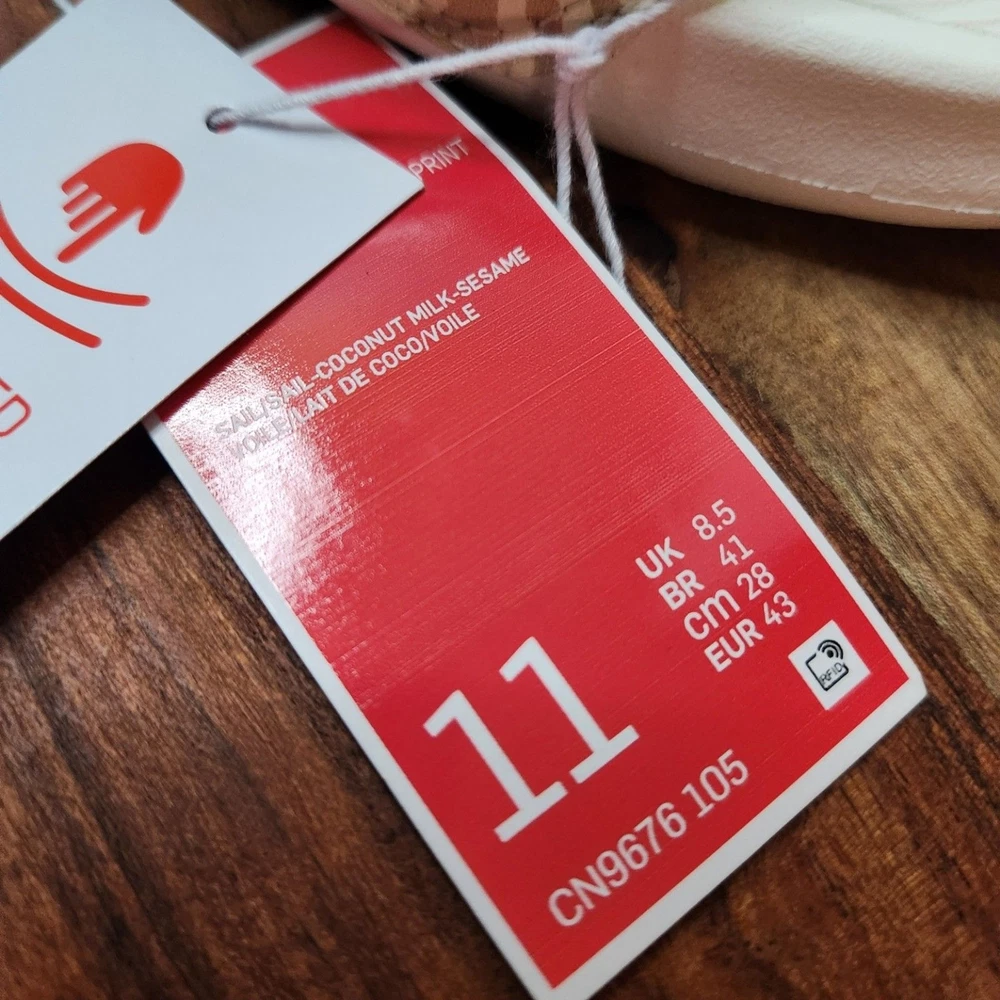 PRINT
SAIL/SAIL-COCONUT MILK-SESAME
VOILE/LAIT DE COCO/VOILE
UK 8.5
BR 41
cm 28
EUR 43
RFID
11
CN9676 105